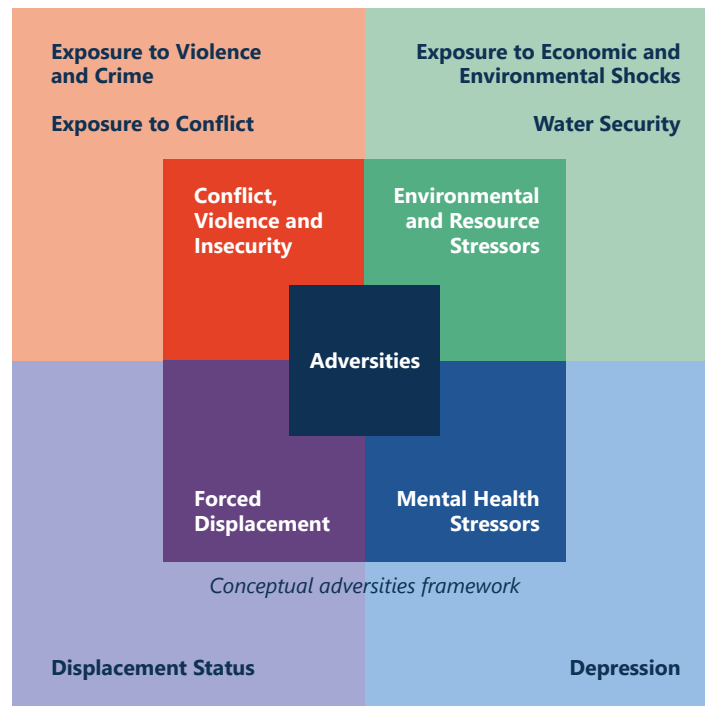 Exposure to Violence
and Crime
Exposure to Conflict
Exposure to Economic and
Environmental Shocks
Water Security
Conflict,
Violence and
Insecurity
Environmental
and Resource
Stressors
Adversities
Forced
Displacement
Mental Health
Stressors
Conceptual adversities framework
Displacement Status
Depression